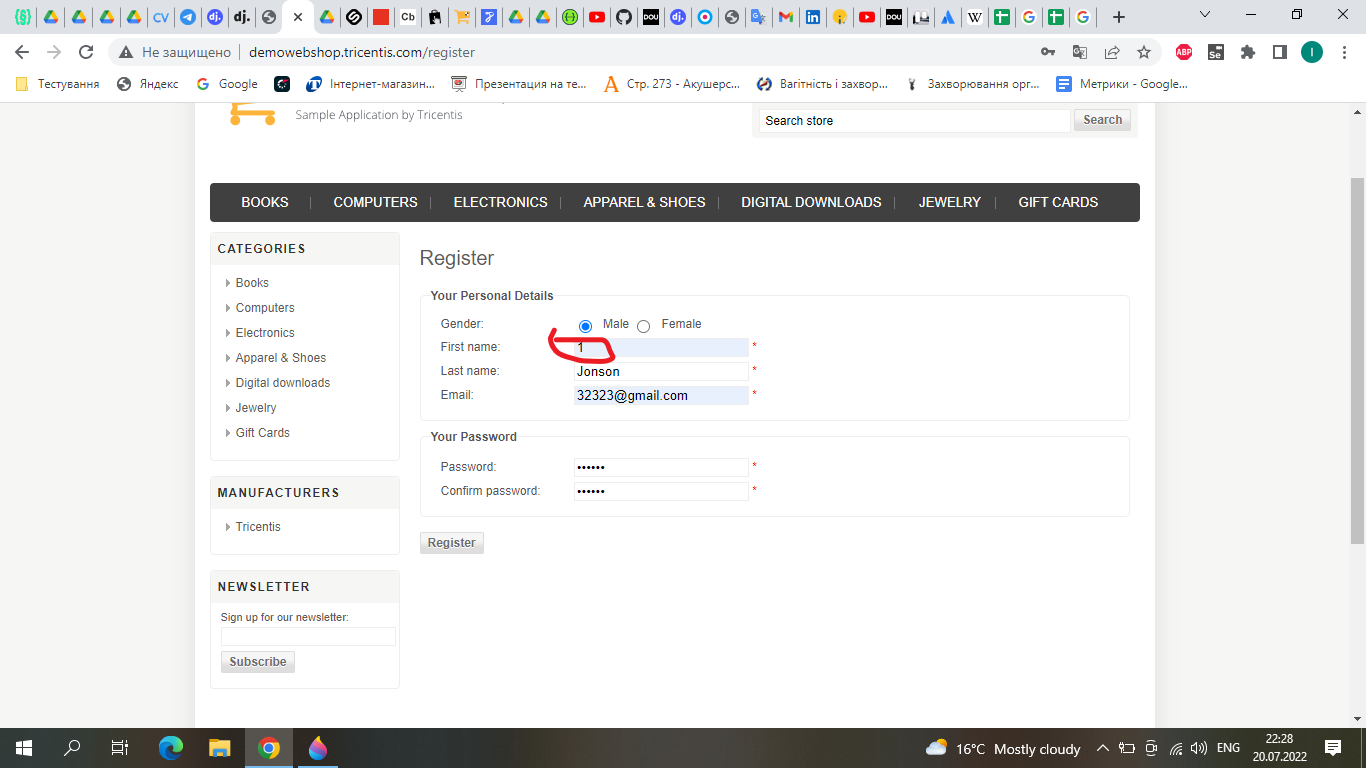 Не защищено | demowebshop.tricentis.com/register
Тестування Яндекс Google Інтернет-магазин... Презентация на те... Стр. 273 - Акушерс... Вагітність і захвор... Захворювання орг... Метрики - Google...
Sample Application by Tricentis
Search store Search
BOOKS COMPUTERS ELECTRONICS APPAREL & SHOES DIGITAL DOWNLOADS JEWELRY GIFT CARDS
CATEGORIES
Books
Computers
Electronics
Apparel & Shoes
Digital downloads
Jewelry
Gift Cards
MANUFACTURERS
Tricentis
NEWSLETTER
Sign up for our newsletter:
Subscribe
Register
Your Personal Details
Gender: Male Female
First name: 1 *
Last name: Jonson *
Email: 32323@gmail.com *
Your Password
Password: •••••• *
Confirm password: •••••• *
Register
16°C Mostly cloudy ENG 22:28
20.07.2022